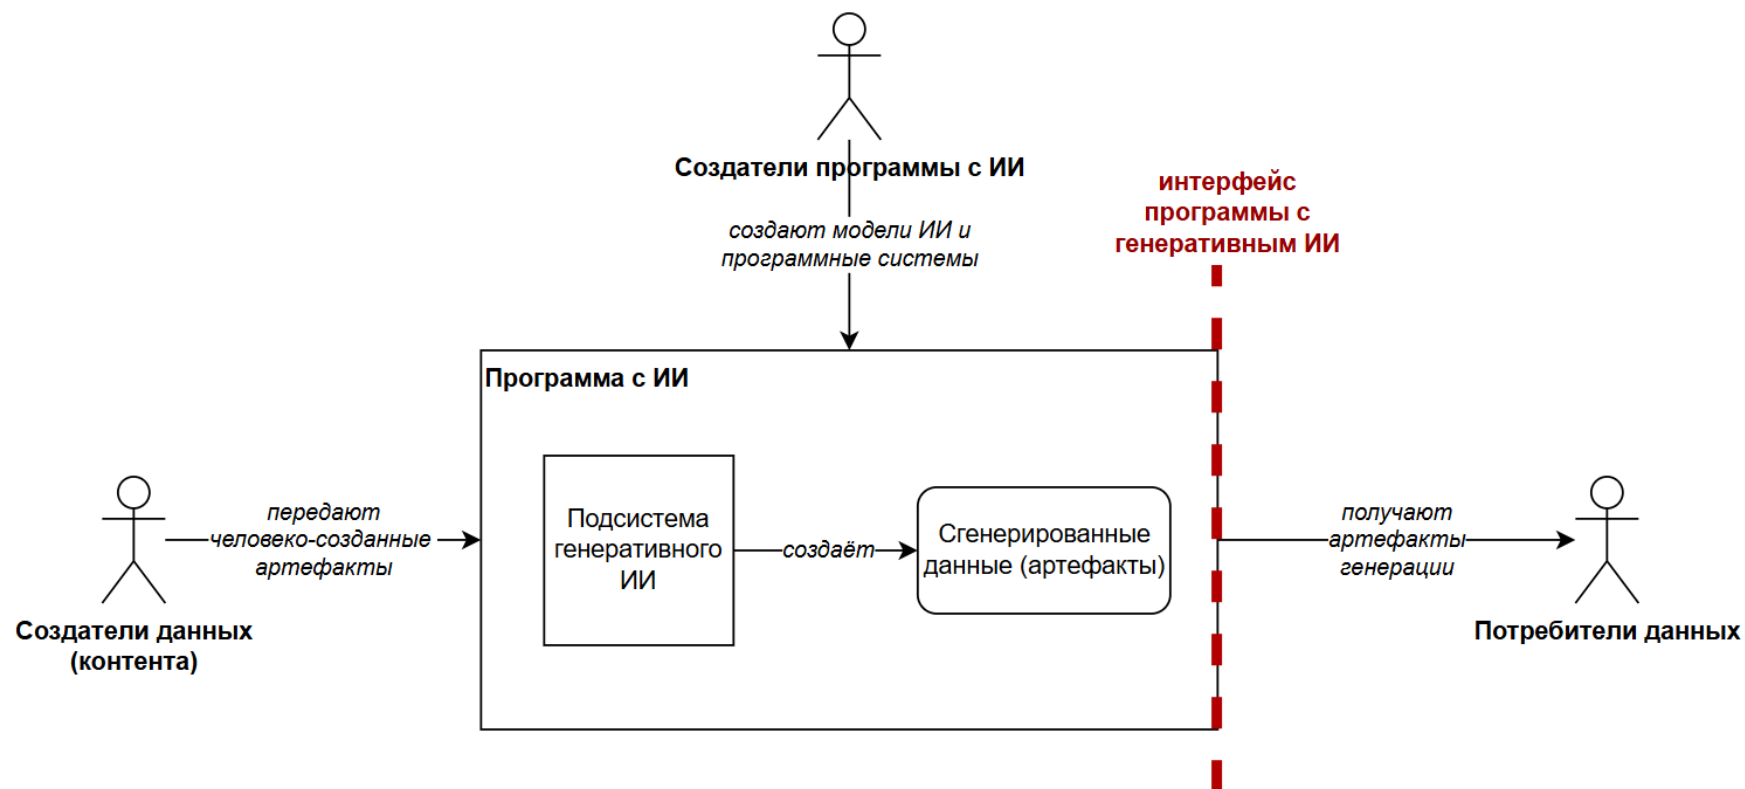 Создатели программы с ИИ
создают модели ИИ и
программные системы
интерфейс
программы с
генеративным ИИ
Программа с ИИ
передают
человеко-созданные
артефакты
Создатели данных
(контента)
Подсистема
генеративного
ИИ
создаёт
Сгенерированные
данные (артефакты)
получают
артефакты
генерации
Потребители данных